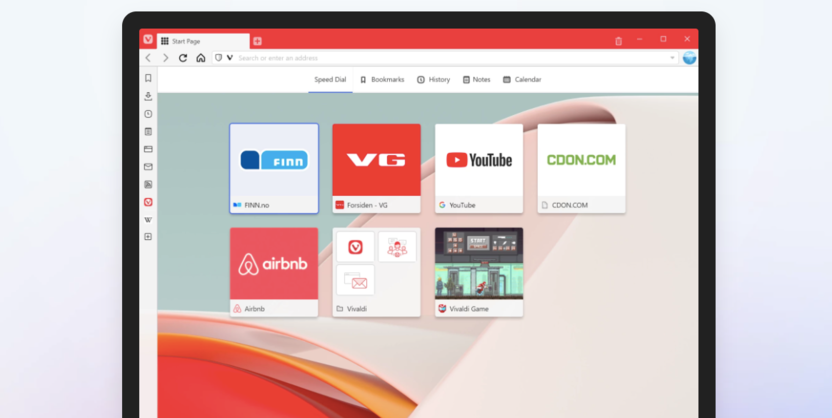 Start Page
Search or enter an address
Speed Dial
Bookmarks
History
Notes
Calendar
FINN
VG
YouTube
CDON.COM
FINN.no
Forsiden - VG
YouTube
CDON.COM
airbnb
START
Airbnb
Vivaldi
Vivaldi Game
W